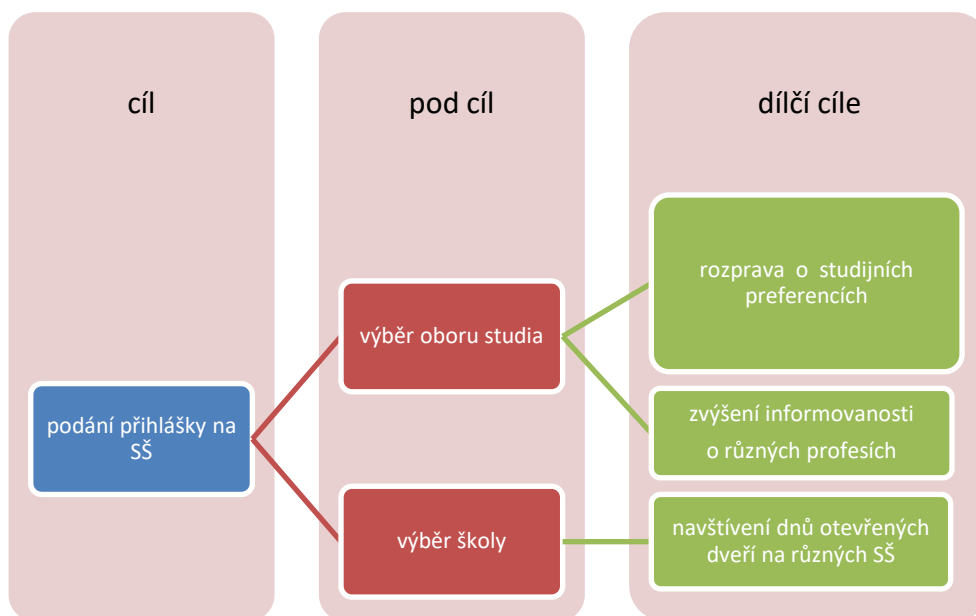 cíl
pod cíl
dílčí cíle
rozprava o studijních
preferencích
výběr oboru studia
podání přihlášky na
SŠ
zvýšení informovanosti
o různých profesích
výběr školy
navštívení dnů otevřených
dveří na různých SŠ